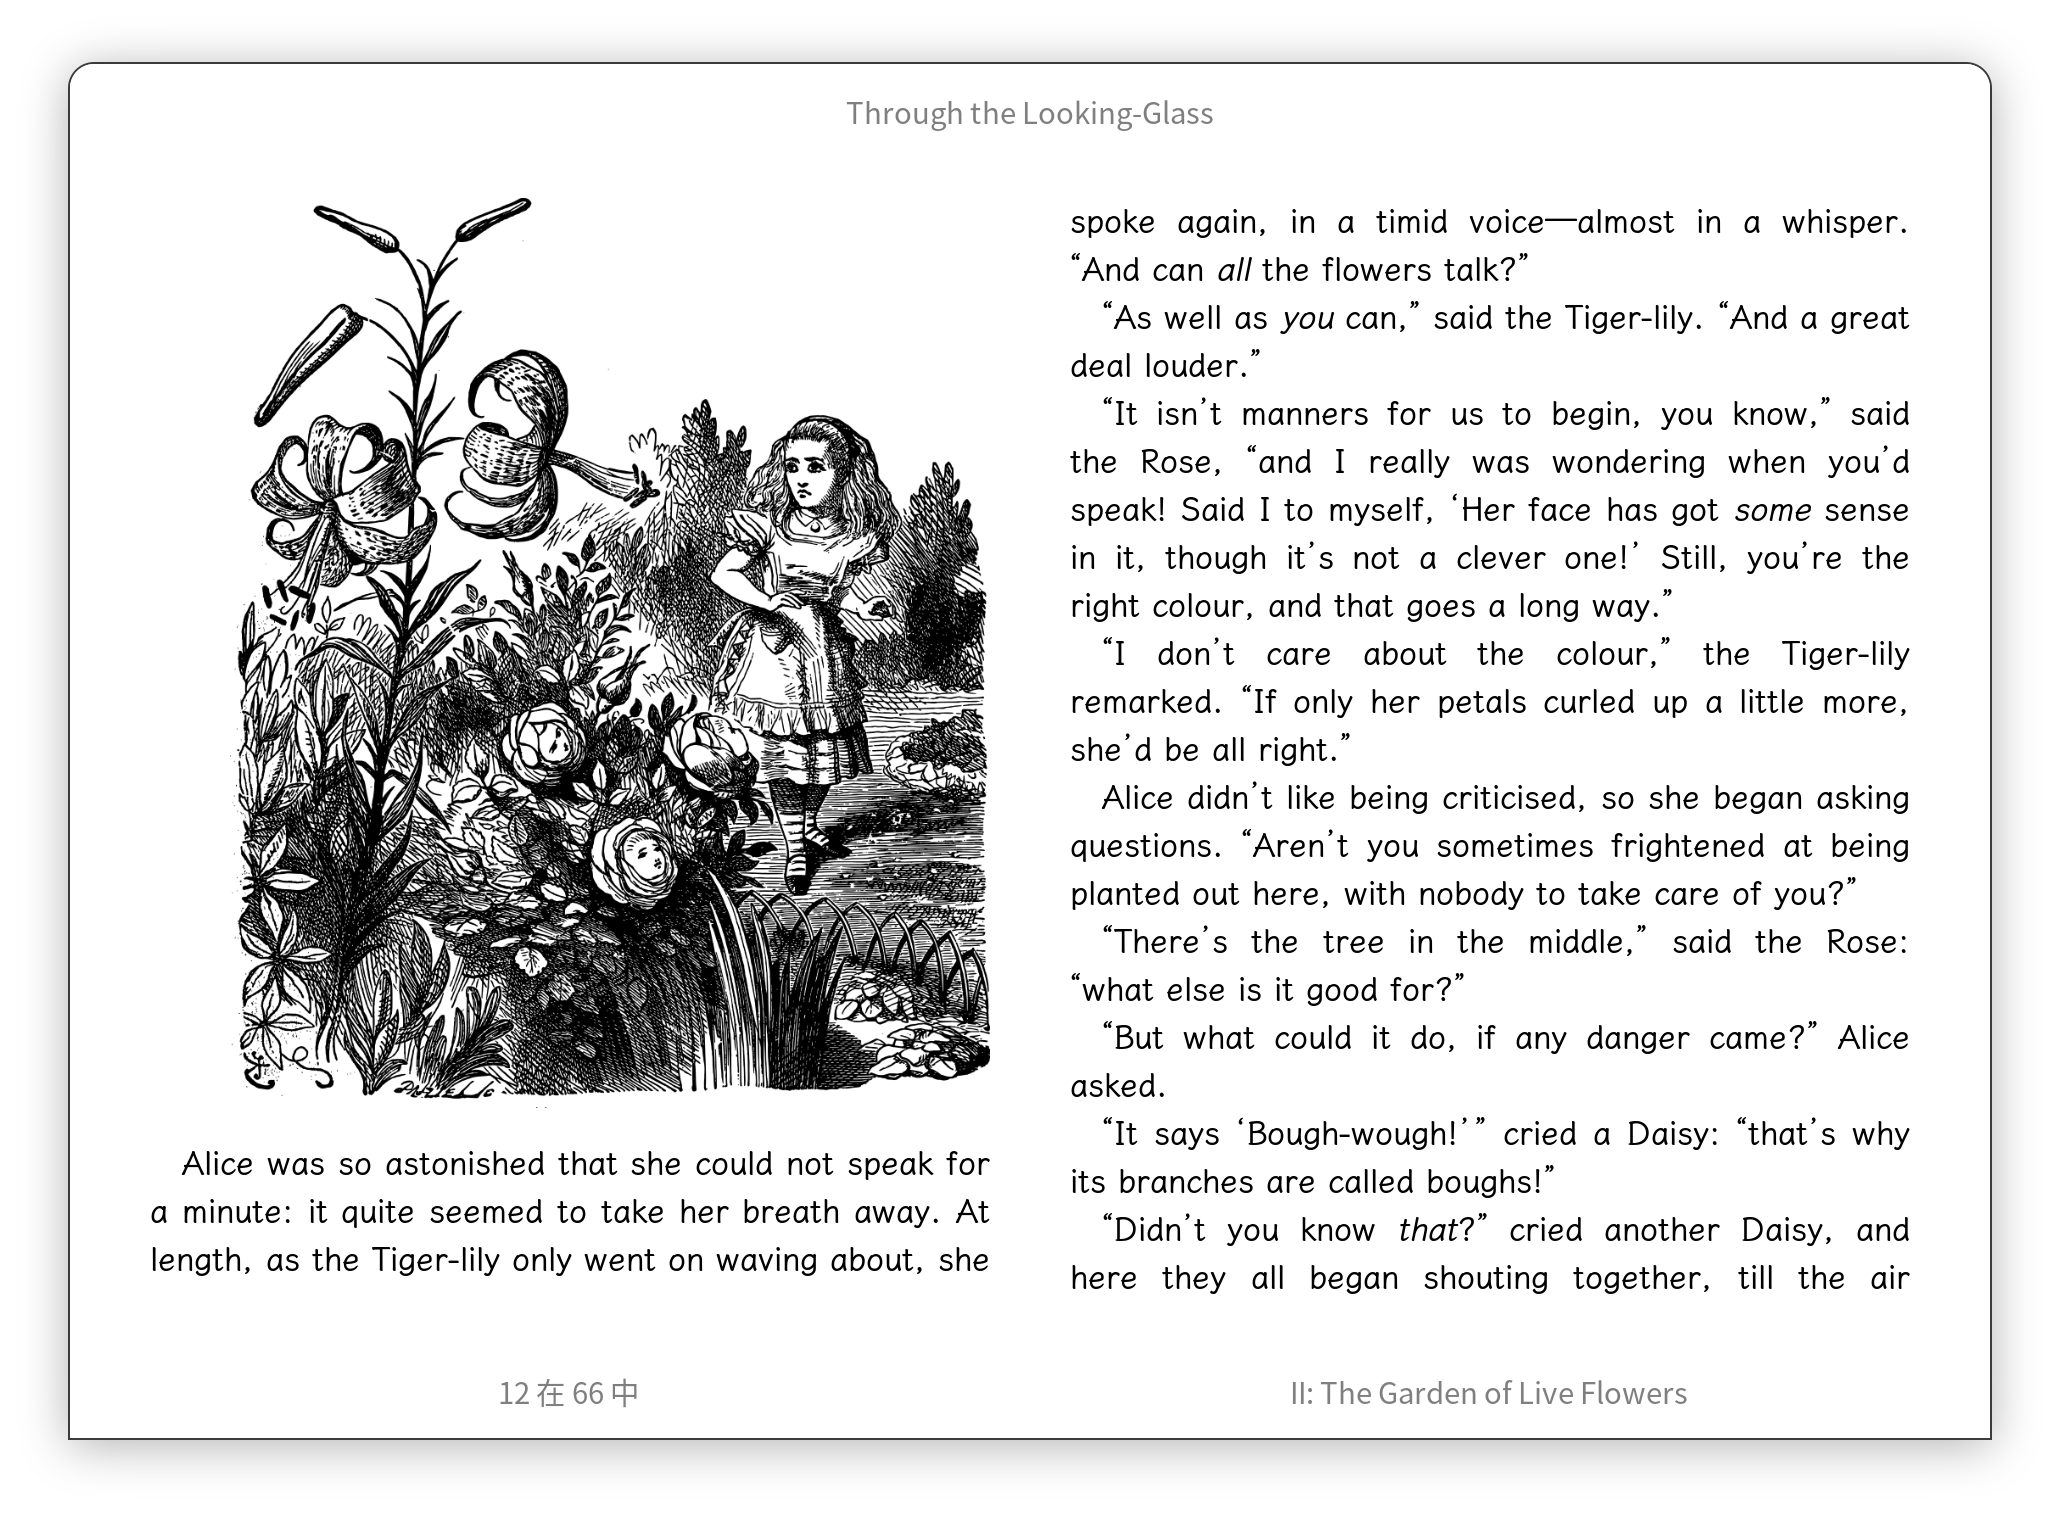 Through the Looking-Glass
Alice was so astonished that she could not speak for
a minute: it quite seemed to take her breath away. At
length, as the Tiger-lily only went on waving about, she
spoke again, in a timid voice—almost in a whisper.
“And can all the flowers talk?”
“As well as you can,” said the Tiger-lily. “And a great
deal louder.”
“It isn’t manners for us to begin, you know,” said
the Rose, “and I really was wondering when you’d
speak! Said I to myself, ‘Her face has got some sense
in it, though it’s not a clever one!’ Still, you’re the
right colour, and that goes a long way.”
“I don’t care about the colour,” the Tiger-lily
remarked. “If only her petals curled up a little more,
she’d be all right.”
Alice didn’t like being criticised, so she began asking
questions. “Aren’t you sometimes frightened at being
planted out here, with nobody to take care of you?”
“There’s the tree in the middle,” said the Rose:
“what else is it good for?”
“But what could it do, if any danger came?” Alice
asked.
“It says ‘Bough-wough!’” cried a Daisy: “that’s why
its branches are called boughs!”
“Didn’t you know that?” cried another Daisy, and
here they all began shouting together, till the air
12 在 66 中
II: The Garden of Live Flowers